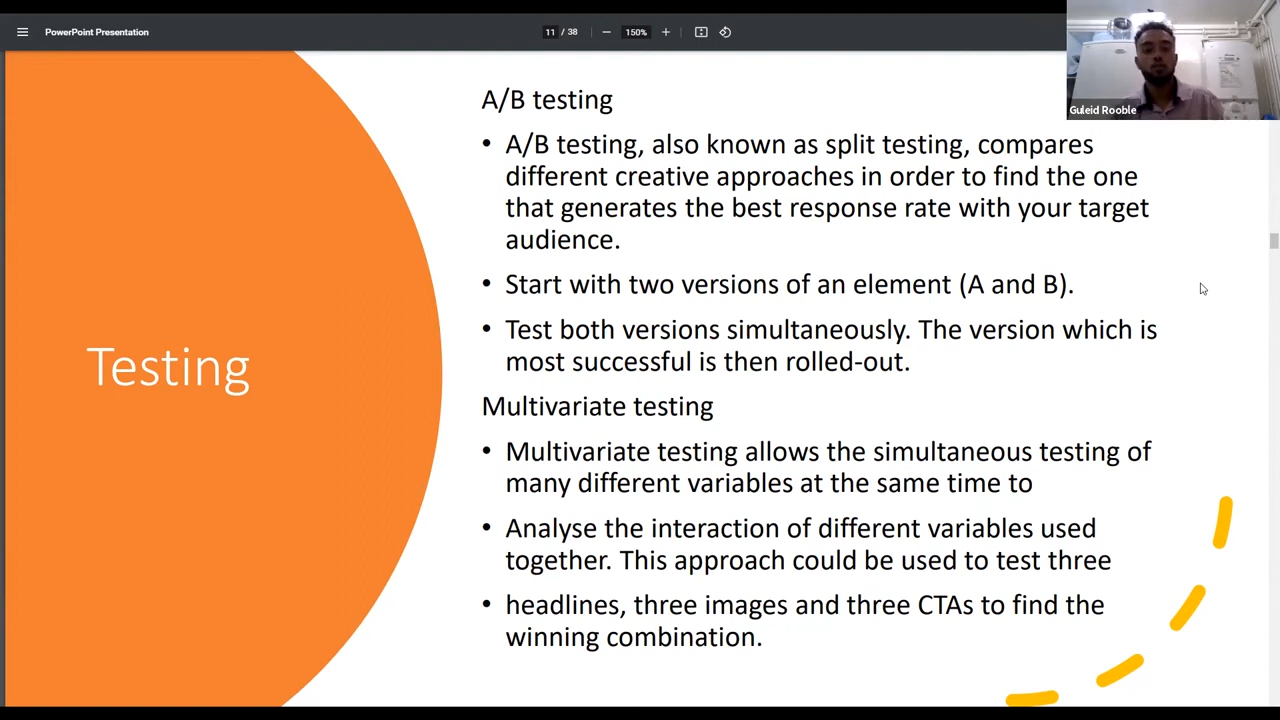 PowerPoint Presentation
11 / 38
150%
Guleid Rooble
Testing
A/B testing
• A/B testing, also known as split testing, compares
different creative approaches in order to find the one
that generates the best response rate with your target
audience.
• Start with two versions of an element (A and B).
• Test both versions simultaneously. The version which is
most successful is then rolled-out.
Multivariate testing
• Multivariate testing allows the simultaneous testing of
many different variables at the same time to
• Analyse the interaction of different variables used
together. This approach could be used to test three
• headlines, three images and three CTAs to find the
winning combination.